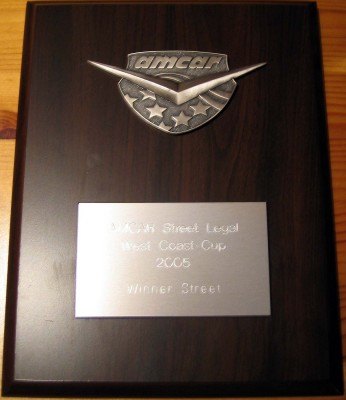 amcar
Street Legal
West Coast-Cup
2005
Winner Street